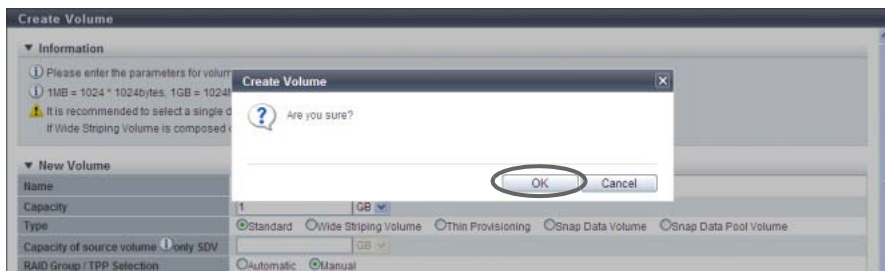 Create Volume
▼ Information
Please enter the parameters for volum
1MB = 1024 * 1024bytes, 1GB = 1024
It is recommended to select a single d
If Wide Striping Volume is composed
Create Volume
Are you sure?
OK Cancel
▼ New Volume
Name
Capacity 1 GB
Type Standard Wide Striping Volume Thin Provisioning Snap Data Volume Snap Data Pool Volume
Capacity of source volume only SDV GB
RAID Group / TPP Selection Automatic Manual